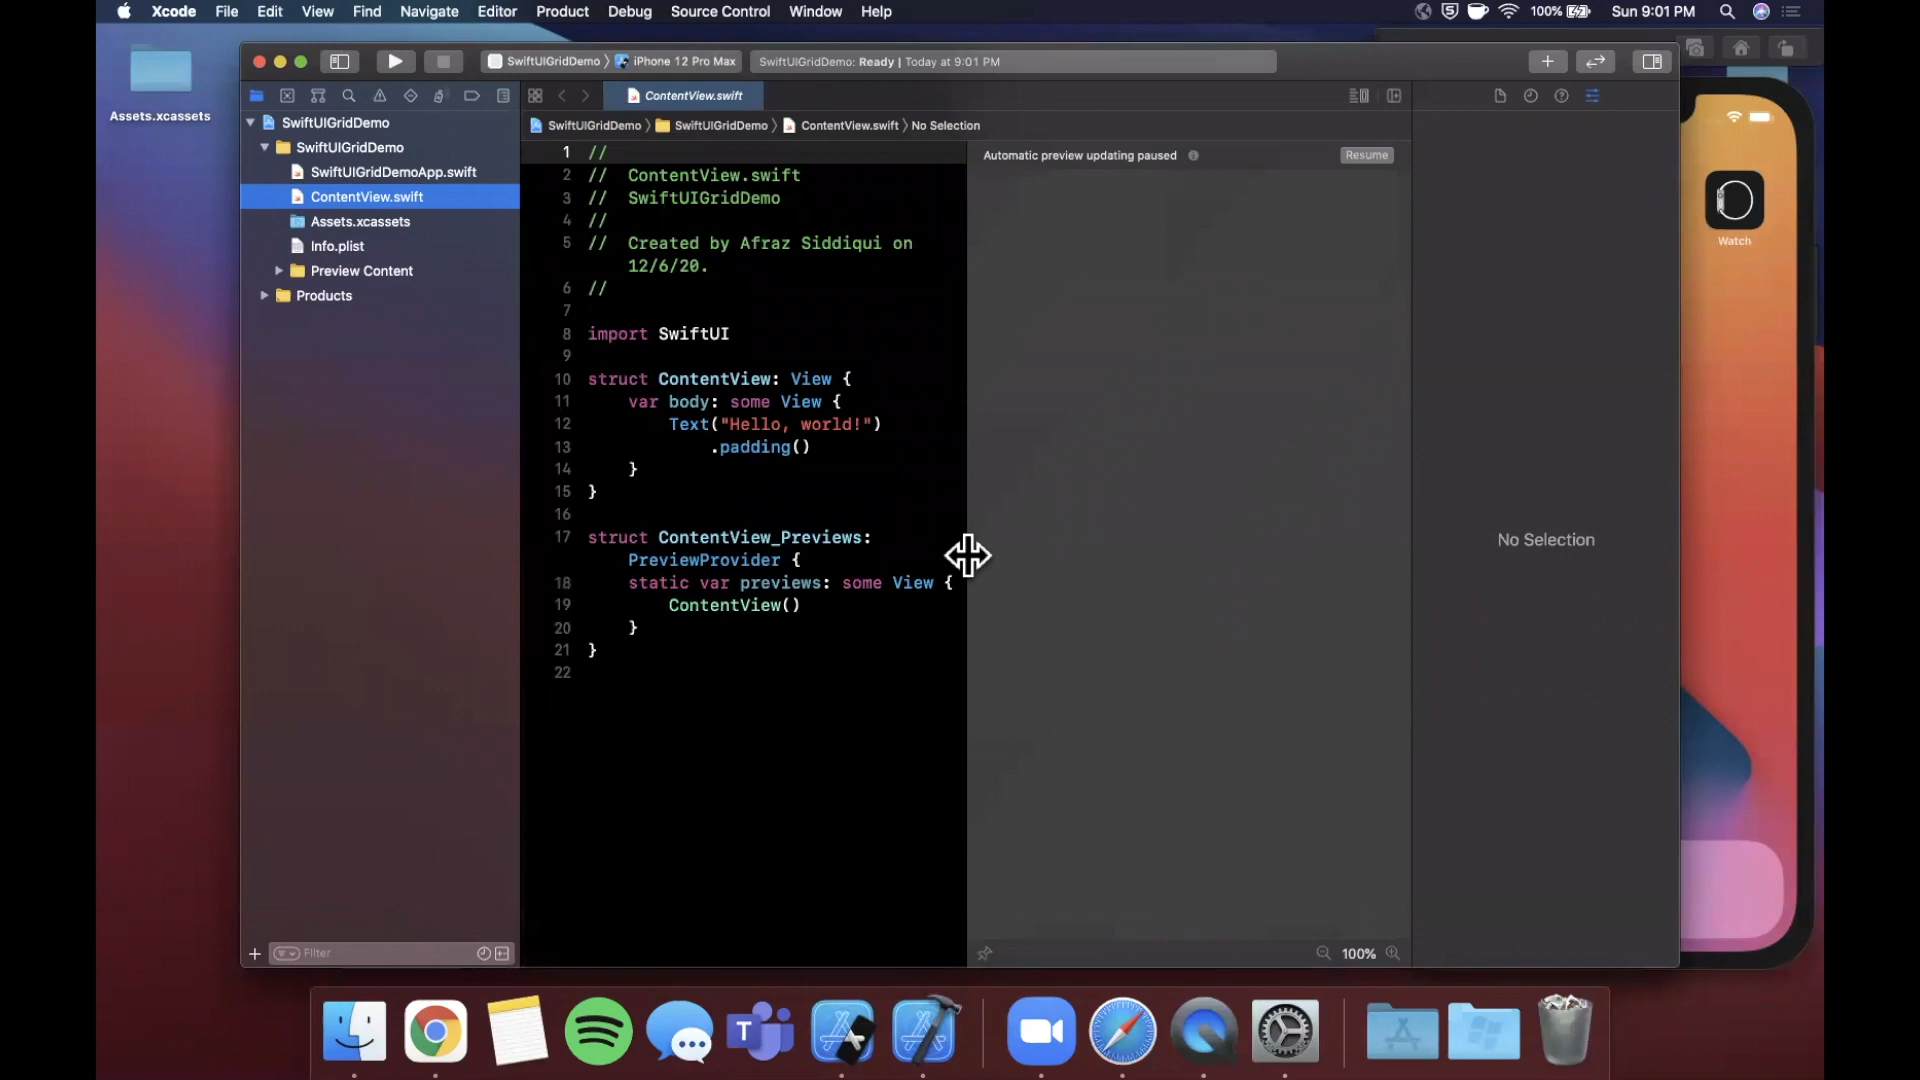 Xcode File Edit View Find Navigate Editor Product Debug Source Control Window Help
100% Sun 9:01 PM
Assets.xcassets
SwiftUIGridDemo 〉 iPhone 12 Pro Max
SwiftUIGridDemo: Ready | Today at 9:01 PM
ContentView.swift
SwiftUIGridDemo
SwiftUIGridDemo
SwiftUIGridDemoApp.swift
ContentView.swift
Assets.xcassets
Info.plist
Preview Content
Products
Filter
SwiftUIGridDemo 〉 SwiftUIGridDemo 〉 ContentView.swift 〉 No Selection
1 //
2 //  ContentView.swift
3 //  SwiftUIGridDemo
4 //
5 //  Created by Afraz Siddiqui on
12/6/20.
6 //
7
8 import SwiftUI
9
10 struct ContentView: View {
11     var body: some View {
12         Text("Hello, world!")
13             .padding()
14     }
15 }
16
17 struct ContentView_Previews:
PreviewProvider {
18     static var previews: some View {
19         ContentView()
20     }
21 }
22
Automatic preview updating paused
Resume
100%
No Selection
Watch
T